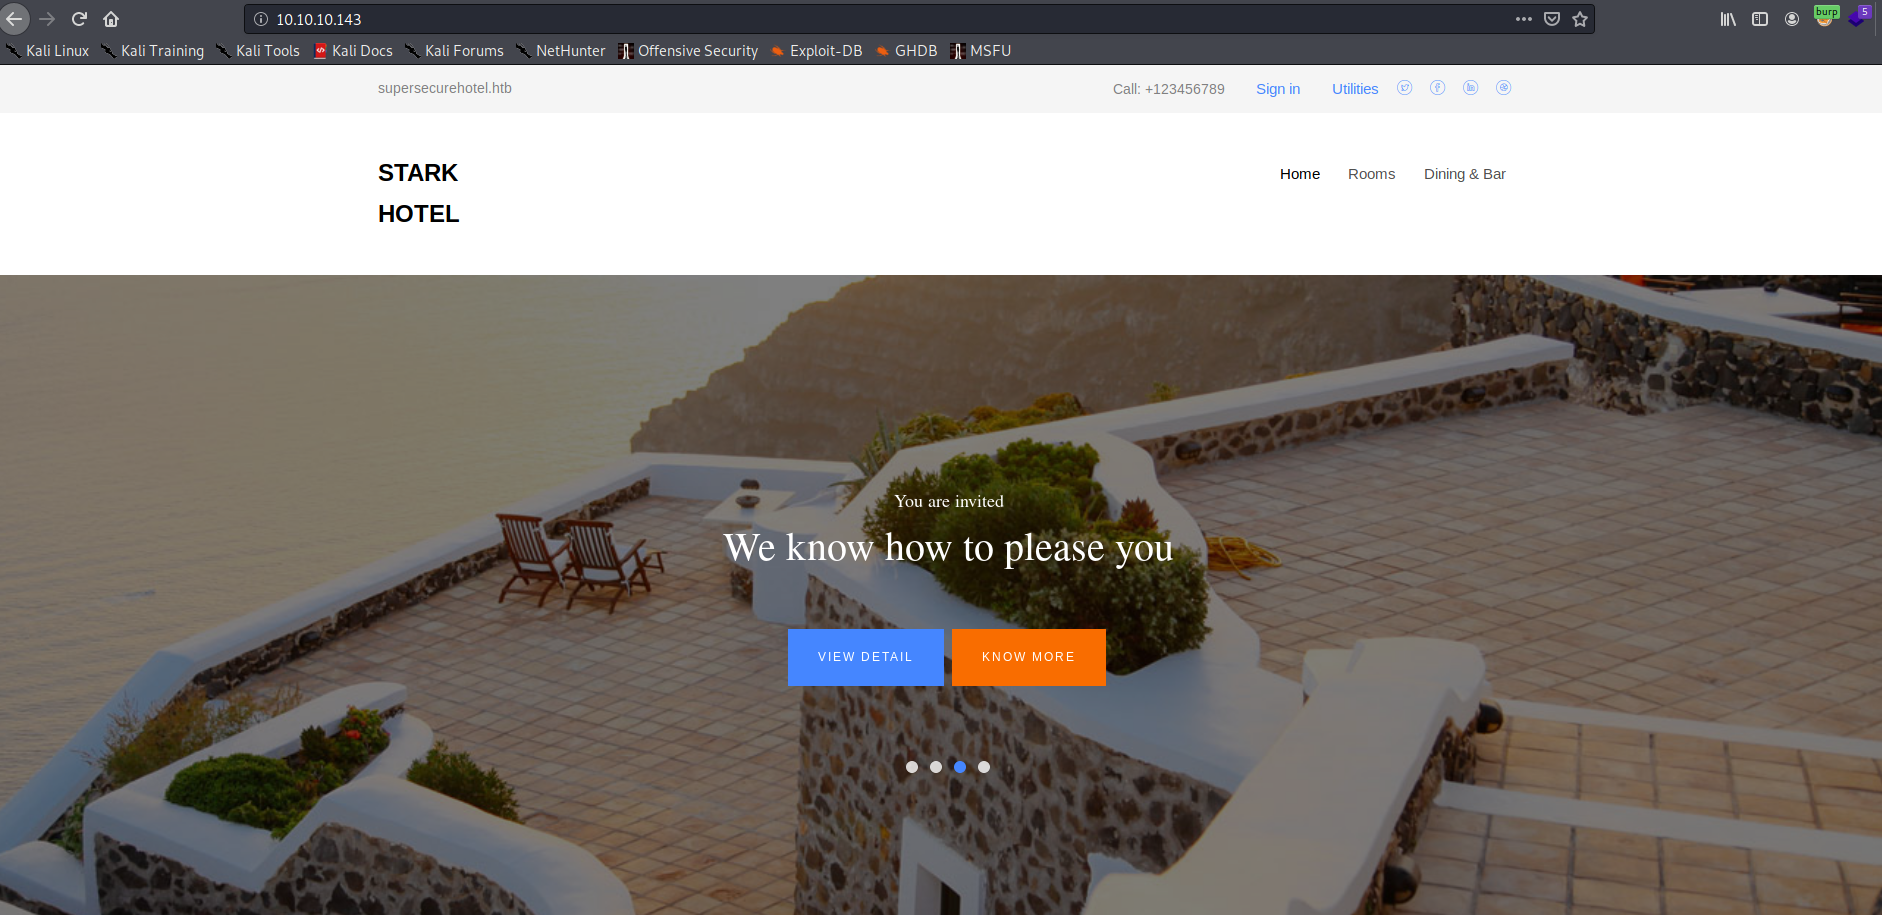 10.10.10.143
burp
5
Kali Linux Kali Training Kali Tools Kali Docs Kali Forums NetHunter Offensive Security Exploit-DB GHDB MSFU
supersecurehotel.htb Call: +123456789 Sign in Utilities
STARK
HOTEL
Home Rooms Dining & Bar
You are invited
We know how to please you
VIEW DETAIL KNOW MORE